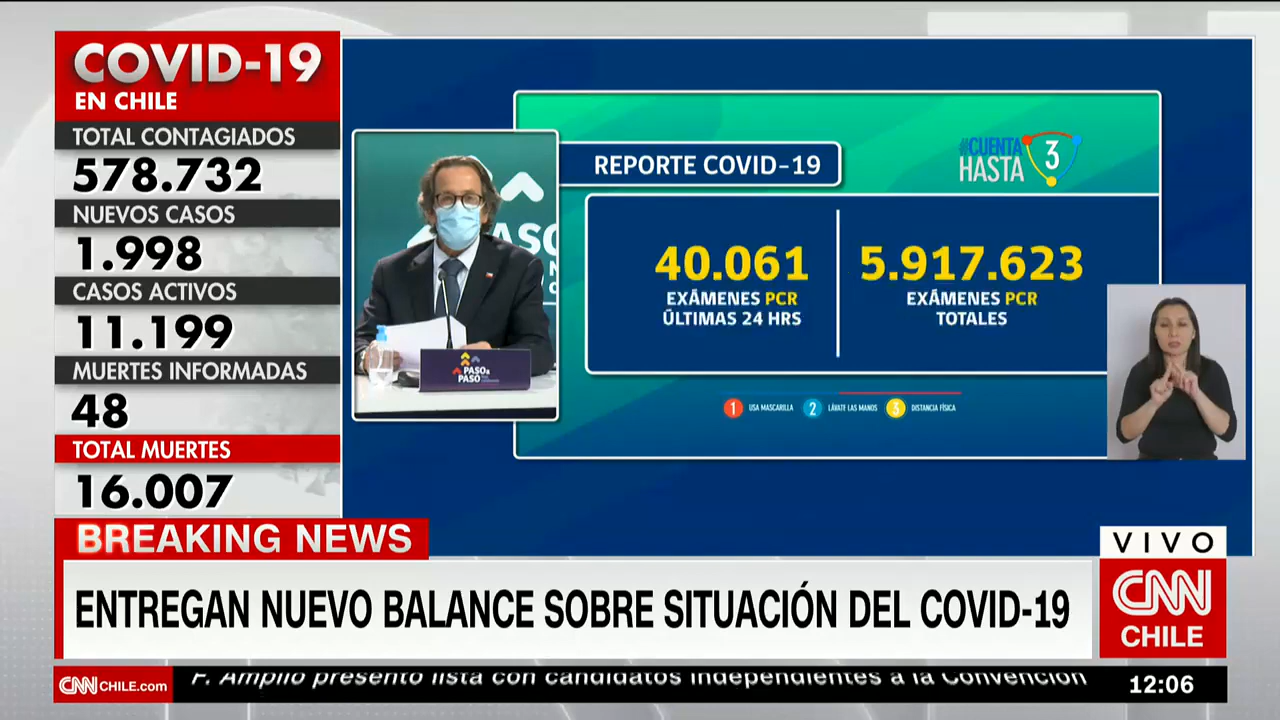 COVID-19
EN CHILE
TOTAL CONTAGIADOS
578.732
NUEVOS CASOS
1.998
CASOS ACTIVOS
11.199
MUERTES INFORMADAS
48
TOTAL MUERTES
16.007
REPORTE COVID-19
#CUENTA
HASTA 3
40.061
EXÁMENES PCR
ÚLTIMAS 24 HRS
5.917.623
EXÁMENES PCR
TOTALES
1 USA MASCARILLA 2 LÁVATE LAS MANOS 3 DISTANCIA FÍSICA
PASO
PASO a
PASO
BREAKING NEWS
ENTREGAN NUEVO BALANCE SOBRE SITUACIÓN DEL COVID-19
VIVO
CNN
CHILE
CNNCHILE.com
F. Amplio presentó lista con candidatos independientes a la Convención
12:06